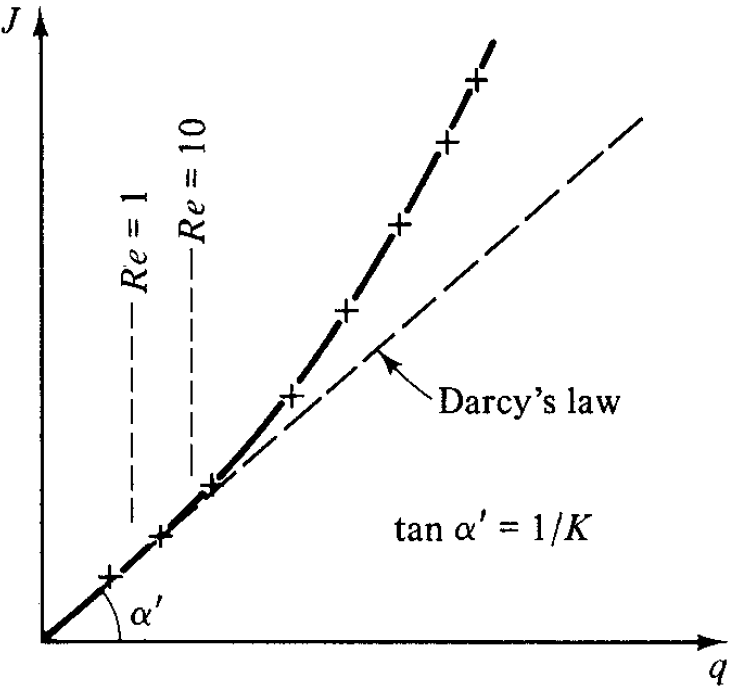 J
Re = 1
Re = 10
Darcy's law
tan α' = 1/K
α'
q